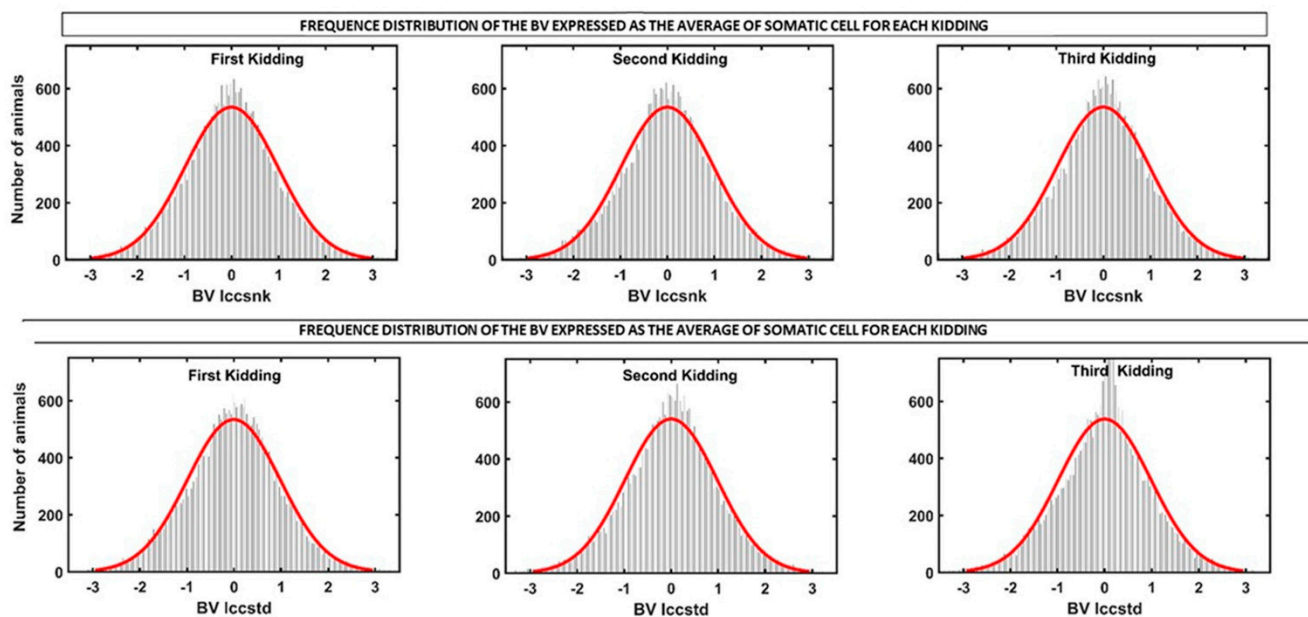 FREQUENCE DISTRIBUTION OF THE BV EXPRESSED AS THE AVERAGE OF SOMATIC CELL FOR EACH KIDDING
First Kidding
Number of animals
600
400
200
0
-3 -2 -1 0 1 2 3
BV lccsnk
Second Kidding
600
400
200
0
-3 -2 -1 0 1 2 3
BV lccsnk
Third Kidding
600
400
200
0
-3 -2 -1 0 1 2 3
BV lccsnk
FREQUENCE DISTRIBUTION OF THE BV EXPRESSED AS THE AVERAGE OF SOMATIC CELL FOR EACH KIDDING
First Kidding
Number of animals
600
400
200
0
-3 -2 -1 0 1 2 3
BV lccstd
Second Kidding
600
400
200
0
-3 -2 -1 0 1 2 3
BV lccstd
Third Kidding
600
400
200
0
-3 -2 -1 0 1 2 3
BV lccstd